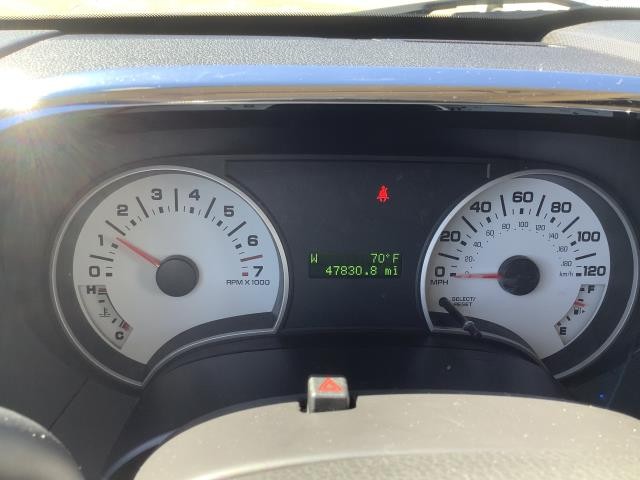 0 1 2 3 4 5 6 7
RPM X 1000
H
C
W 70°F
47830.8 mi
0 20 40 60 80 100 120
MPH
km/h
20 40 60 80 100 120 140 160 180
SELECT/
RESET
F
E